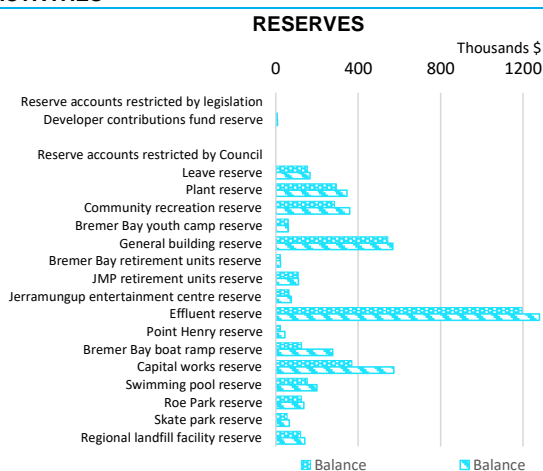 RESERVES
Thousands $
0 400 800 1200
Reserve accounts restricted by legislation
Developer contributions fund reserve
Reserve accounts restricted by Council
Leave reserve
Plant reserve
Community recreation reserve
Bremer Bay youth camp reserve
General building reserve
Bremer Bay retirement units reserve
JMP retirement units reserve
Jerramungup entertainment centre reserve
Effluent reserve
Point Henry reserve
Bremer Bay boat ramp reserve
Capital works reserve
Swimming pool reserve
Roe Park reserve
Skate park reserve
Regional landfill facility reserve
Balance Balance